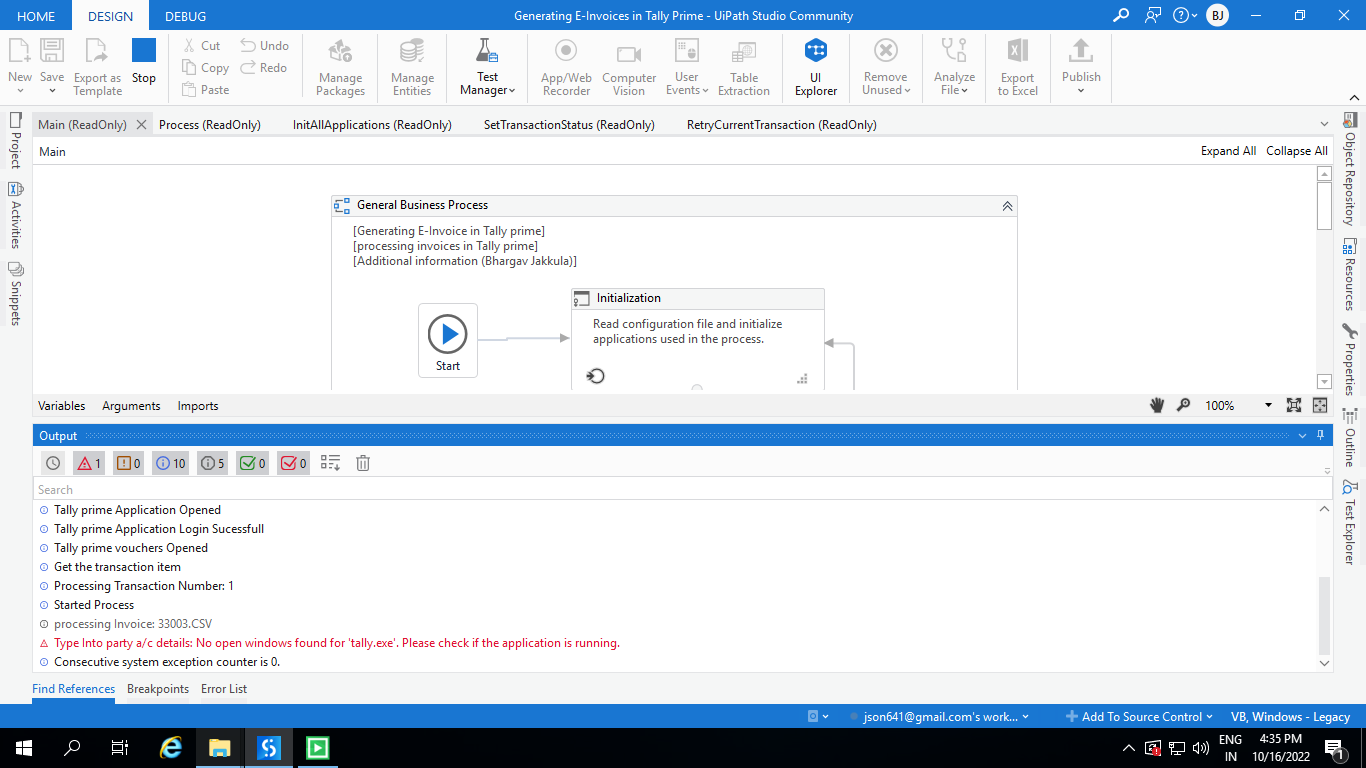 HOME DESIGN DEBUG Generating E-Invoices in Tally Prime - UiPath Studio Community BJ
New Save Export as Template Stop Cut Copy Paste Undo Redo Manage Packages Manage Entities Test Manager App/Web Recorder Computer Vision User Events Table Extraction UI Explorer Remove Unused Analyze File Export to Excel Publish
Main (ReadOnly) Process (ReadOnly) InitAllApplications (ReadOnly) SetTransactionStatus (ReadOnly) RetryCurrentTransaction (ReadOnly)
Main Expand All Collapse All
Project
Activities
Snippets
General Business Process
[Generating E-Invoice in Tally prime]
[processing invoices in Tally prime]
[Additional information (Bhargav Jakkula)]
Start
Initialization
Read configuration file and initialize
applications used in the process.
Object Repository
Resources
Properties
Outline
Test Explorer
Variables Arguments Imports 100%
Output
1 0 10 5 0 0
Search
Tally prime Application Opened
Tally prime Application Login Sucessfull
Tally prime vouchers Opened
Get the transaction item
Processing Transaction Number: 1
Started Process
processing Invoice: 33003.CSV
Type Into party a/c details: No open windows found for 'tally.exe'. Please check if the application is running.
Consecutive system exception counter is 0.
Find References Breakpoints Error List
json641@gmail.com's work... Add To Source Control VB, Windows - Legacy
ENG 4:35 PM
IN 10/16/2022 1